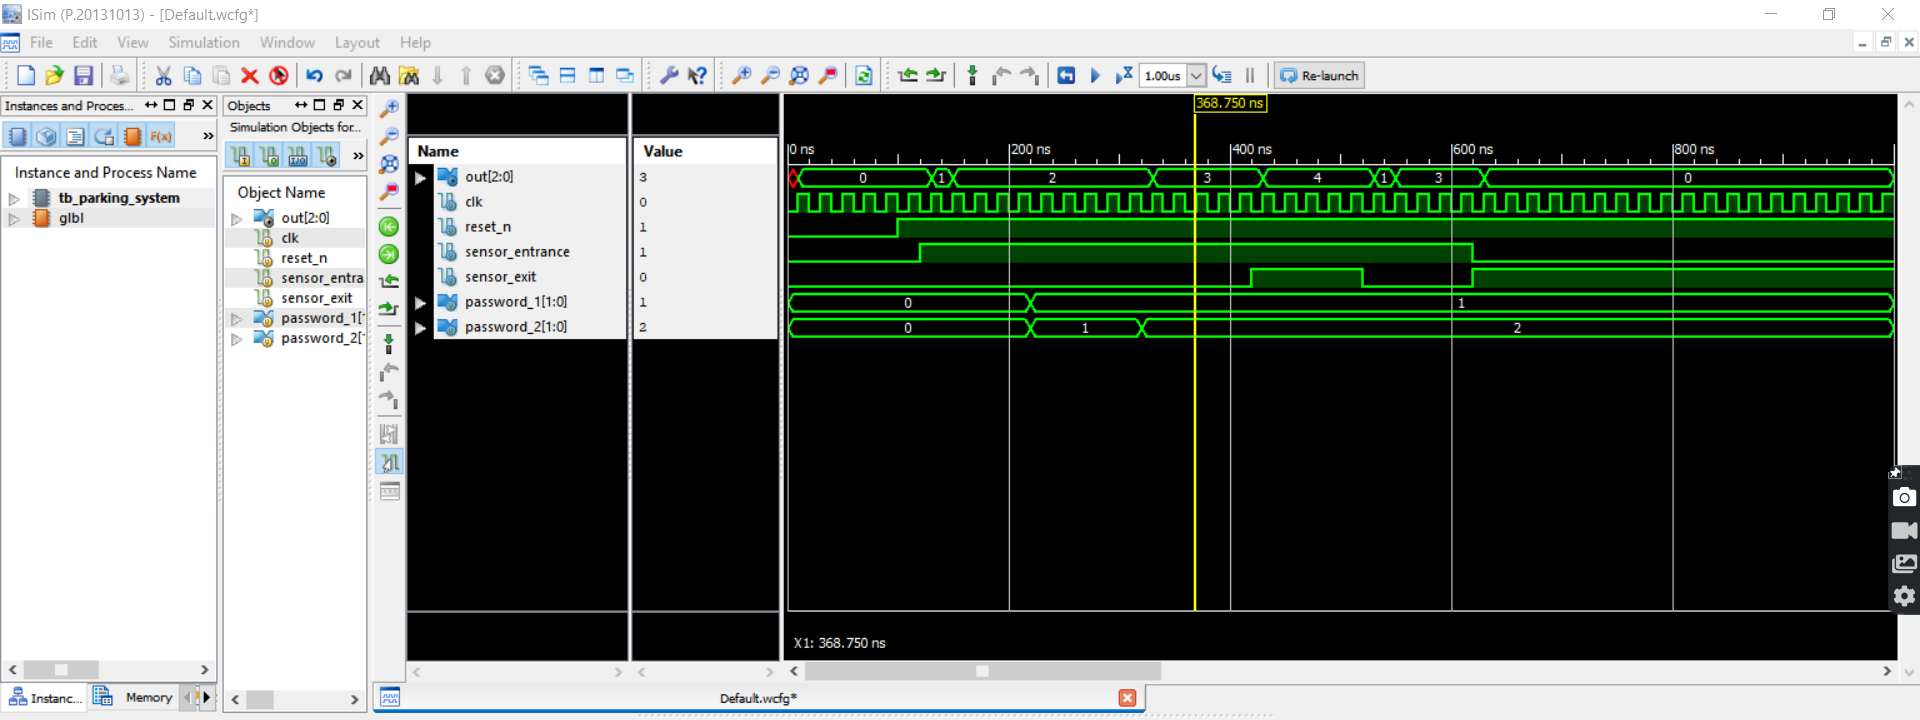 ISim (P.20131013) - [Default.wcfg*]
File Edit View Simulation Window Layout Help
1.00us Re-launch
Instances and Proces...
F(x)
Instance and Process Name
tb_parking_system
glbl
Instanc... Memory
Objects
Simulation Objects for...
Object Name
out[2:0]
clk
reset_n
sensor_entra
sensor_exit
password_1[1
password_2[1
Name Value
out[2:0] 3
clk 0
reset_n 1
sensor_entrance 1
sensor_exit 0
password_1[1:0] 1
password_2[1:0] 2
368.750 ns
0 ns 200 ns 400 ns 600 ns 800 ns
0 1 2 3 4 1 3 0
0 1
0 1 2
X1: 368.750 ns
Default.wcfg*